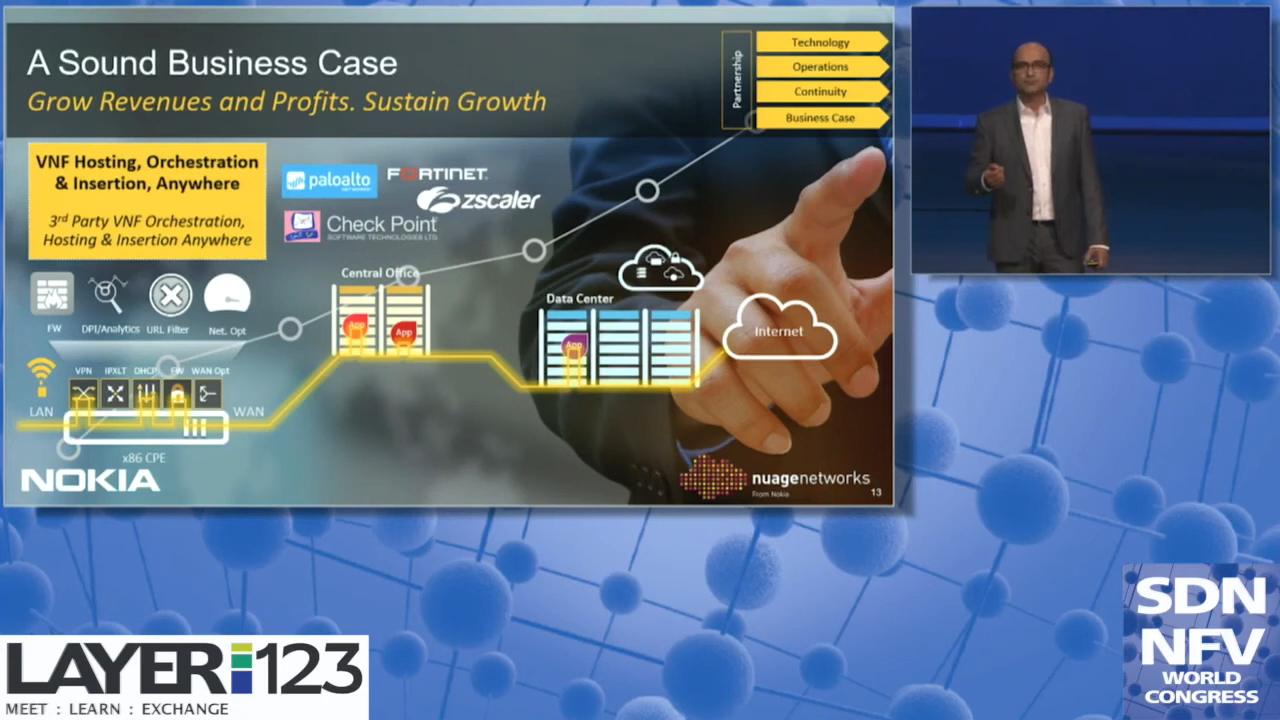 A Sound Business Case
Grow Revenues and Profits. Sustain Growth
Partnership
Technology
Operations
Continuity
Business Case
VNF Hosting, Orchestration
& Insertion, Anywhere
3rd Party VNF Orchestration,
Hosting & Insertion Anywhere
paloalto
NETWORKS
FORTINET
zscaler
Check Point
SOFTWARE TECHNOLOGIES LTD.
FW
DPI/Analytics
URL Filter
Net. Opt
Central Office
App
App
Data Center
App
Internet
VPN
IPXLT
DHCP
FW
WAN Opt
LAN
WAN
x86 CPE
NOKIA
nuagenetworks
From Nokia
13
LAYER123
MEET : LEARN : EXCHANGE
SDN
NFV
WORLD
CONGRESS